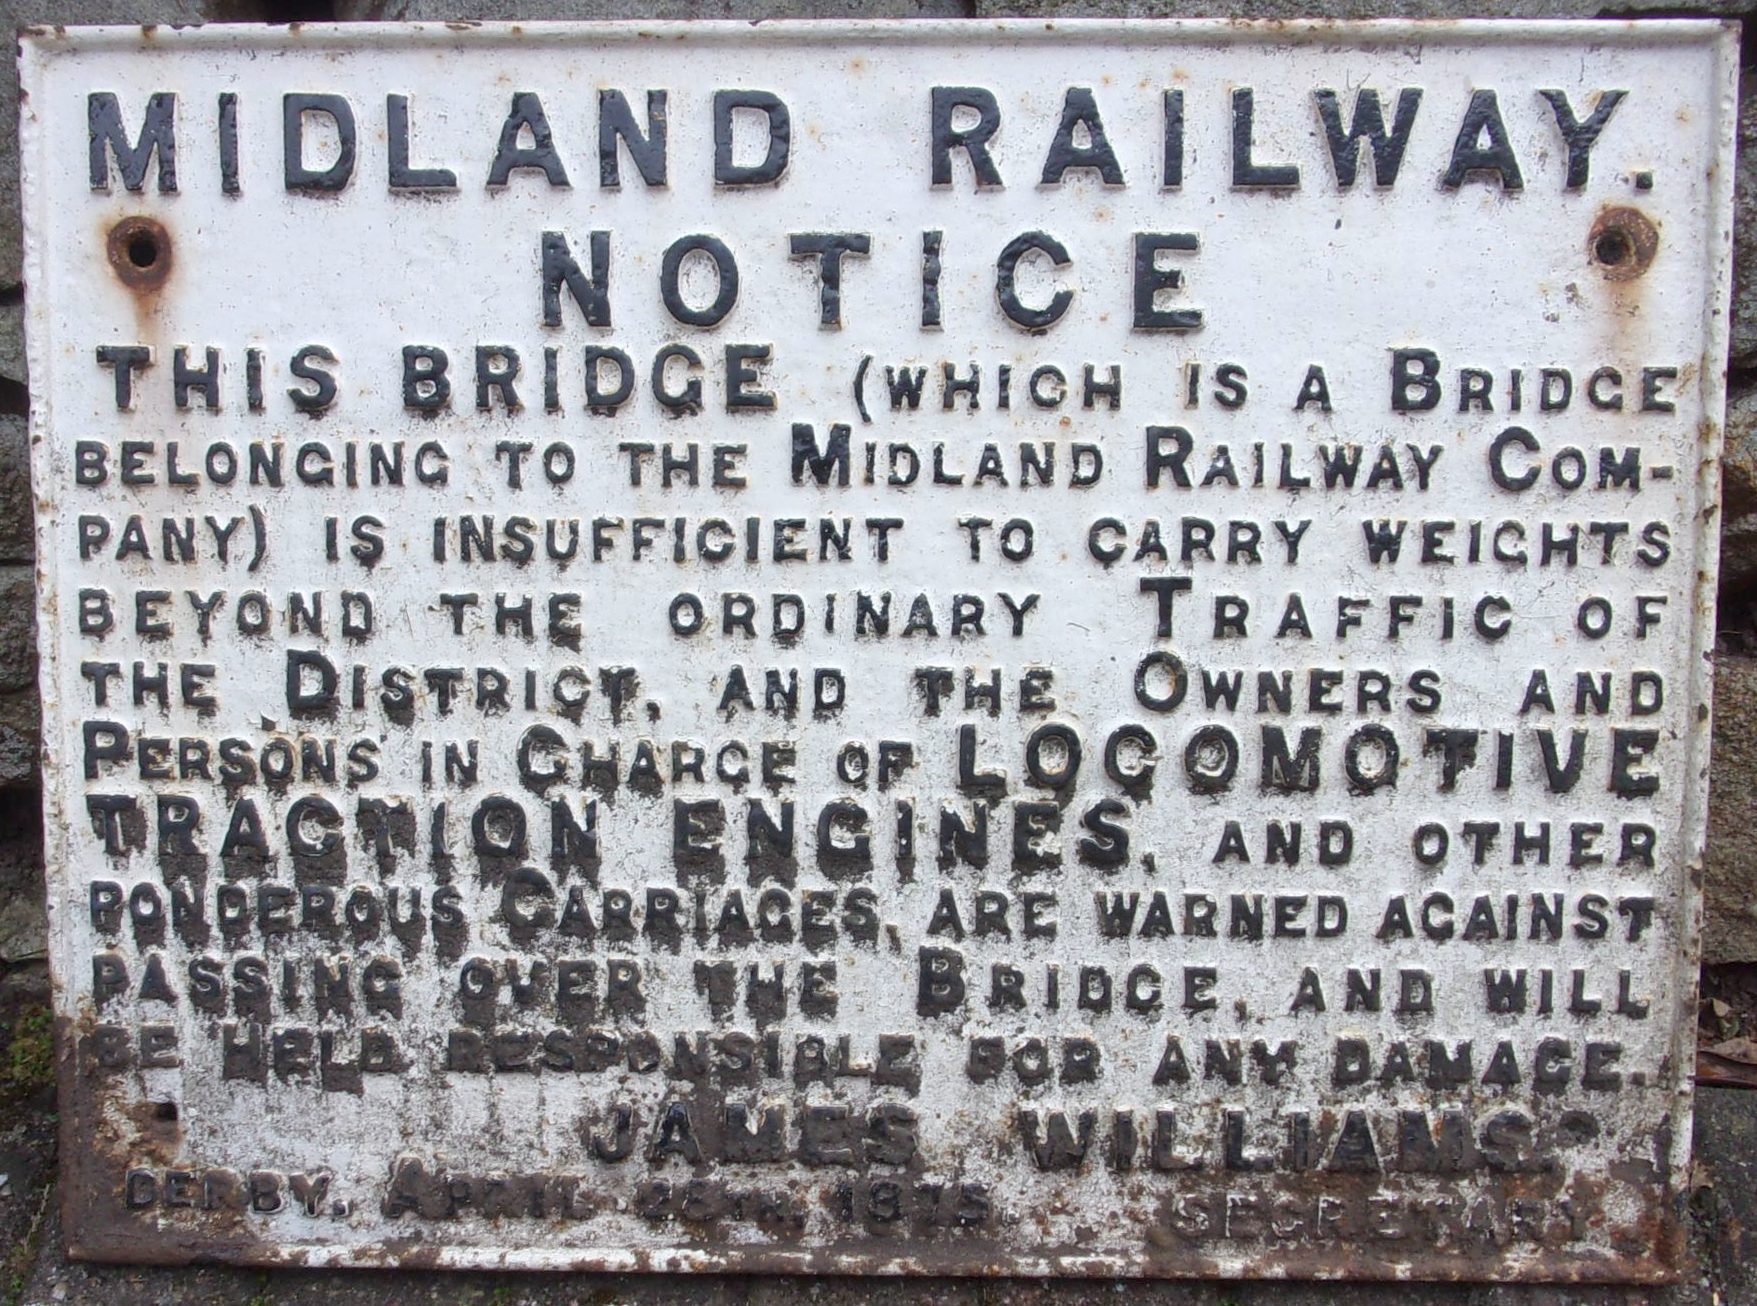 MIDLAND RAILWAY.
NOTICE
THIS BRIDGE (WHICH IS A BRIDGE
BELONGING TO THE MIDLAND RAILWAY COM-
PANY) IS INSUFFICIENT TO CARRY WEIGHTS
BEYOND THE ORDINARY TRAFFIC OF
THE DISTRICT, AND THE OWNERS AND
PERSONS IN CHARGE OF LOCOMOTIVE
TRACTION ENGINES, AND OTHER
PONDEROUS CARRIAGES, ARE WARNED AGAINST
PASSING OVER THE BRIDGE, AND WILL
BE HELD RESPONSIBLE FOR ANY DAMAGE.
JAMES WILLIAMS.
DERBY, APRIL 26TH, 1875 SECRETARY